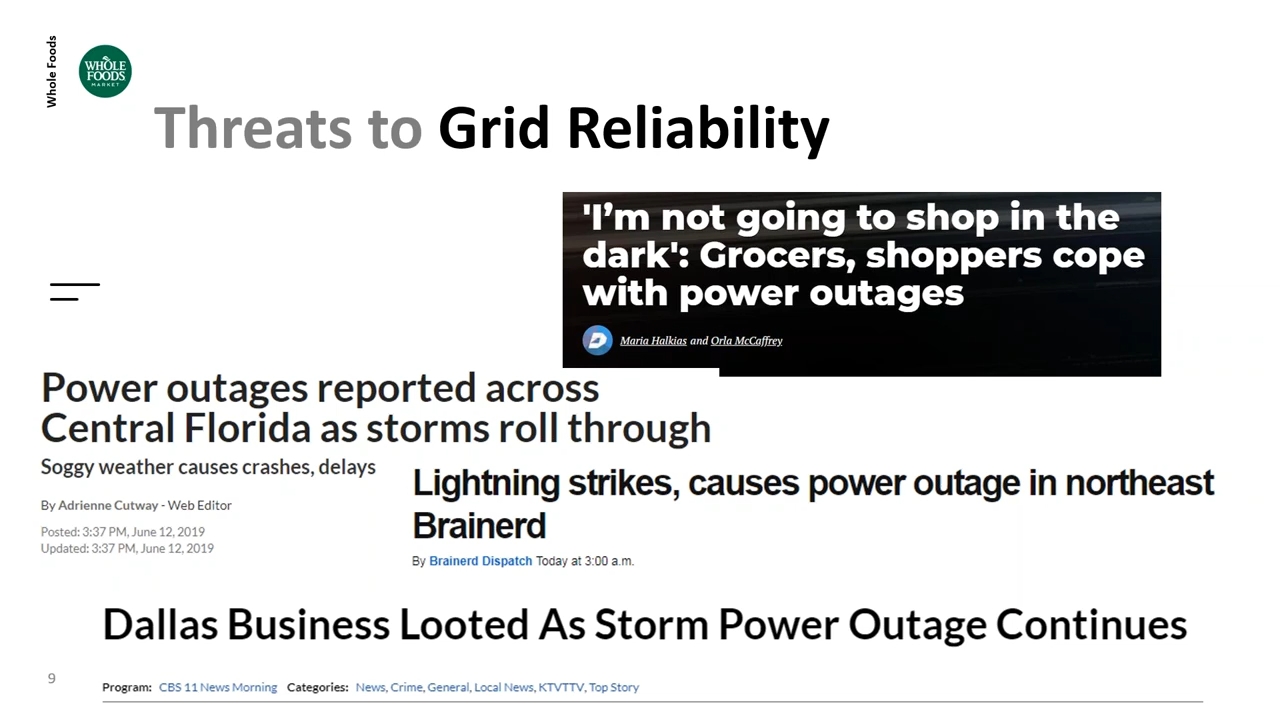 Whole Foods
WHOLE
FOODS
MARKET
Threats to Grid Reliability
'I’m not going to shop in the
dark': Grocers, shoppers cope
with power outages
Maria Halkias and Orla McCaffrey
Power outages reported across
Central Florida as storms roll through
Soggy weather causes crashes, delays
By Adrienne Cutway - Web Editor
Posted: 3:37 PM, June 12, 2019
Updated: 3:37 PM, June 12, 2019
Lightning strikes, causes power outage in northeast
Brainerd
By Brainerd Dispatch Today at 3:00 a.m.
Dallas Business Looted As Storm Power Outage Continues
Program: CBS 11 News Morning Categories: News, Crime, General, Local News, KTVTTV, Top Story
9